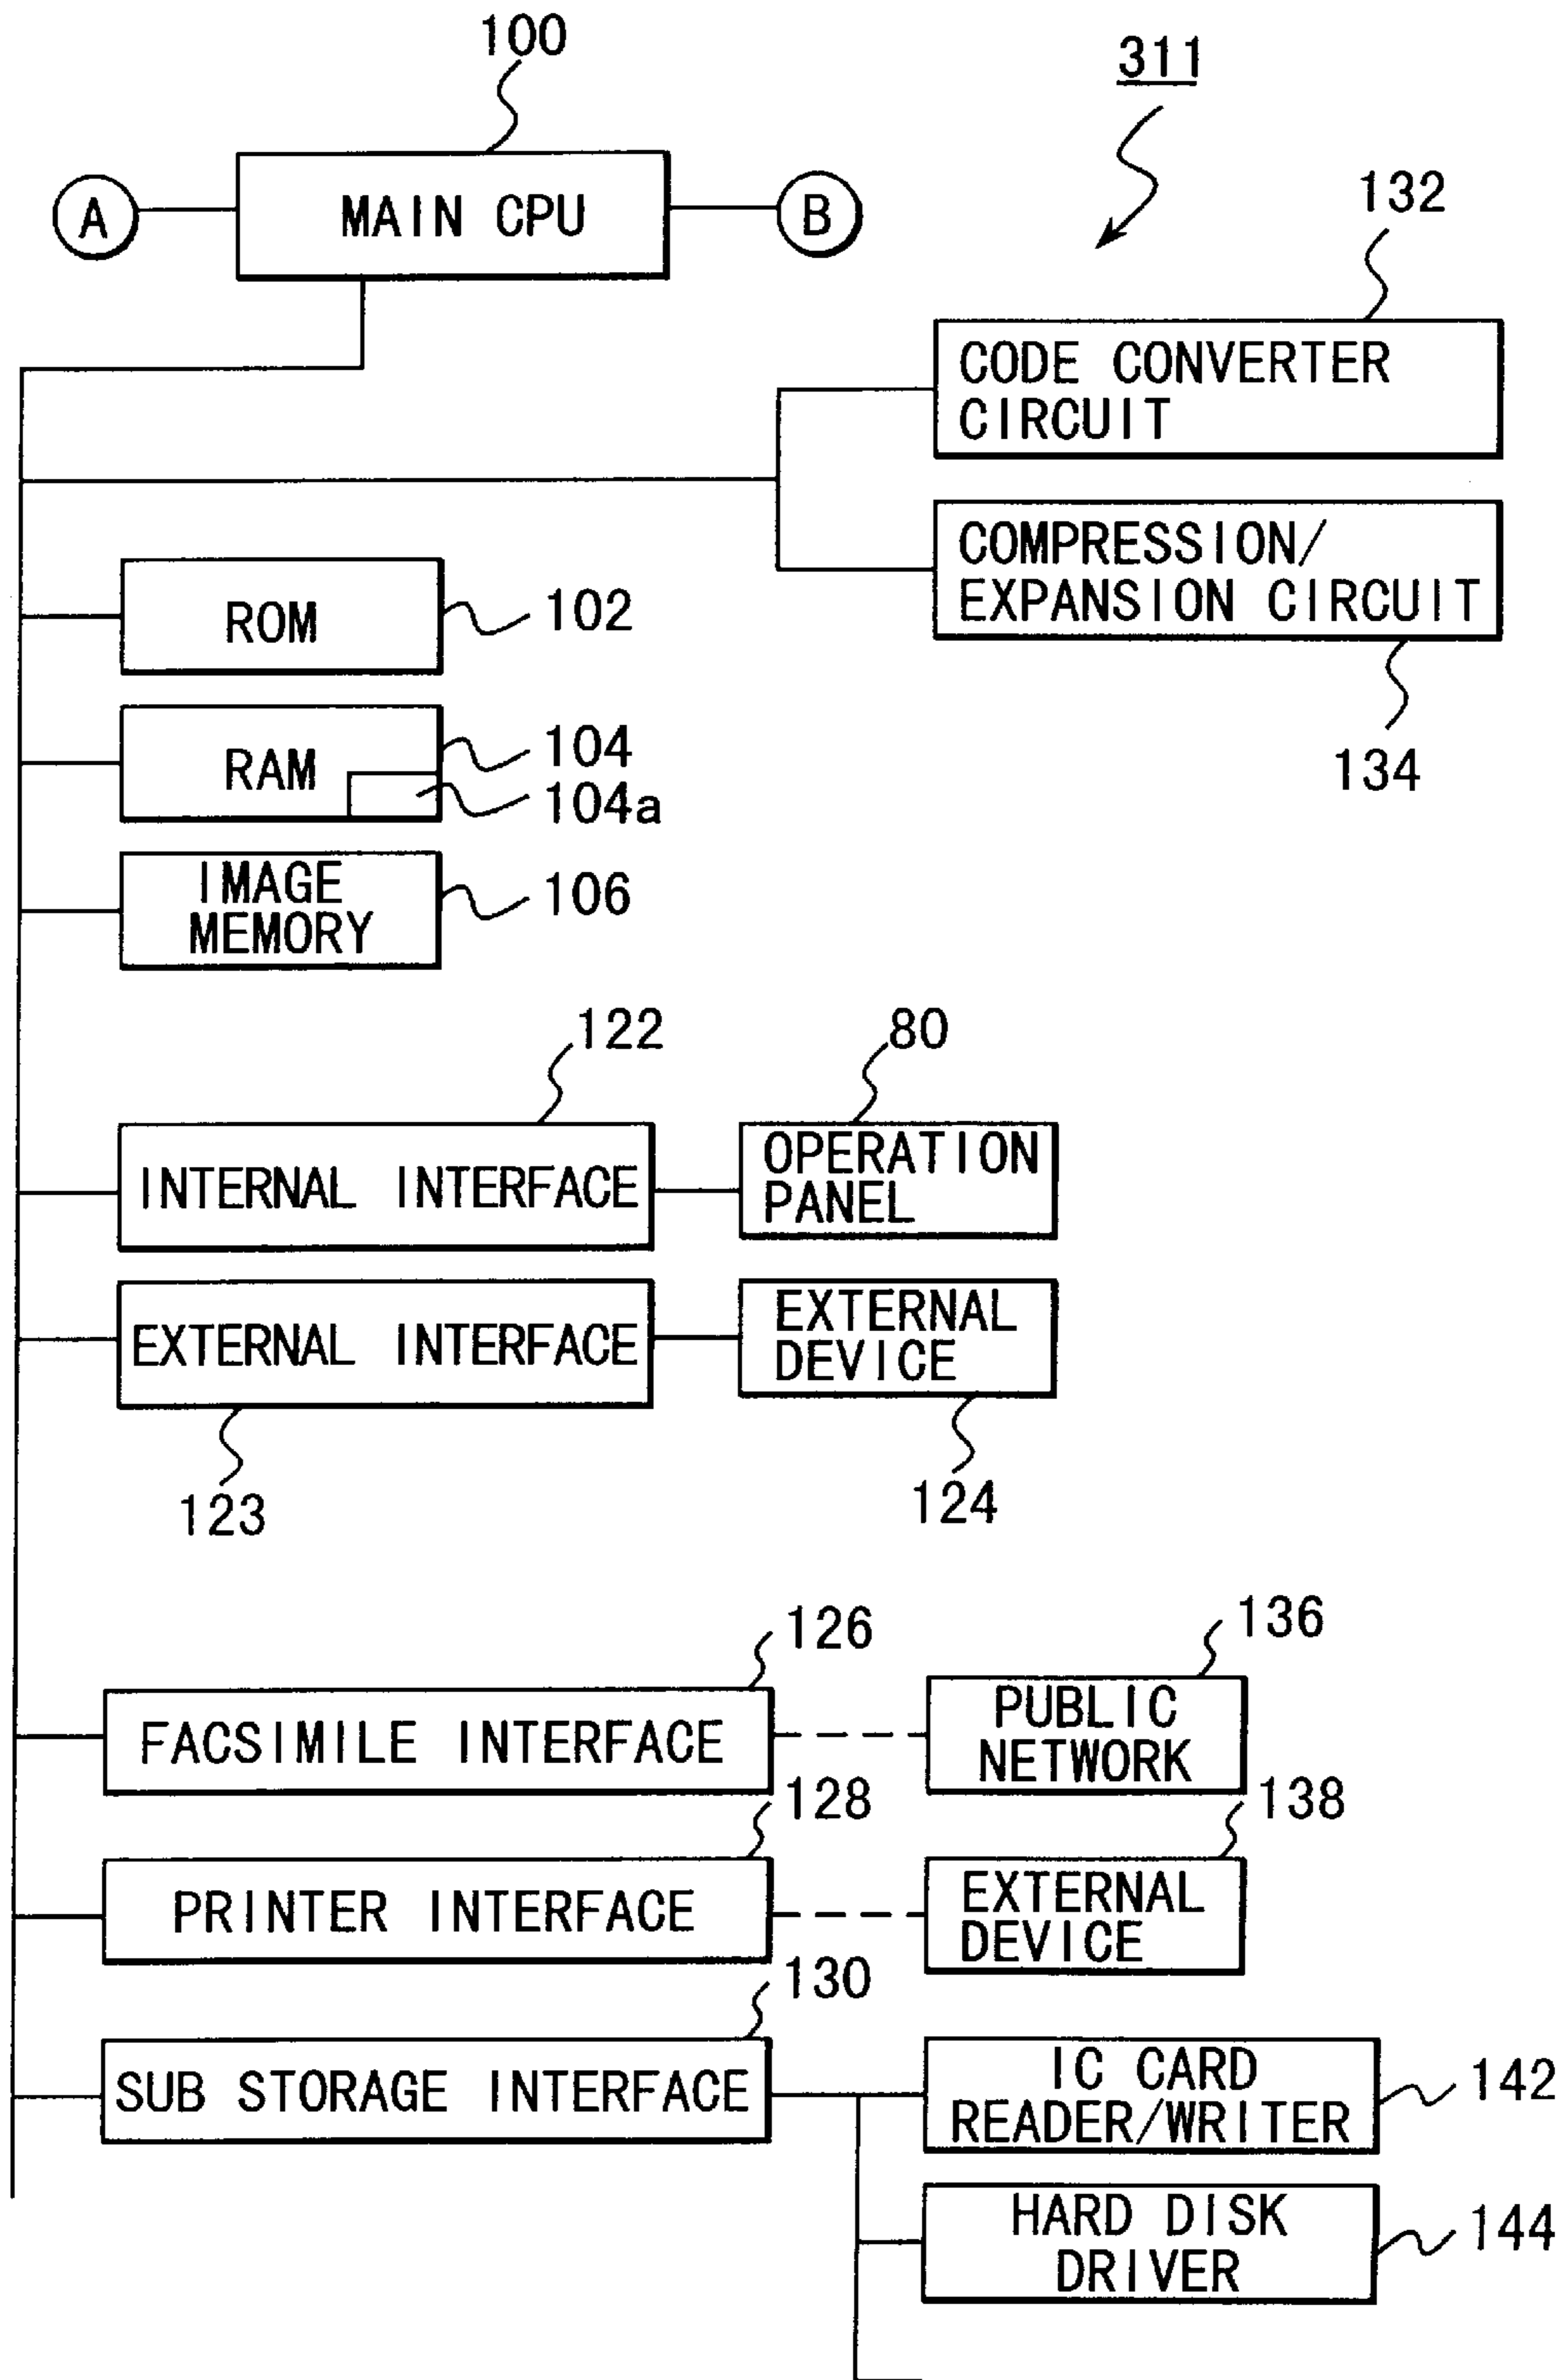 100
311
A
MAIN CPU
B
132
CODE CONVERTER
CIRCUIT
COMPRESSION/
EXPANSION CIRCUIT
134
ROM
102
RAM
104
104a
IMAGE
MEMORY
106
122
80
INTERNAL INTERFACE
OPERATION
PANEL
EXTERNAL INTERFACE
EXTERNAL
DEVICE
123
124
126
136
FACSIMILE INTERFACE
PUBLIC
NETWORK
128
138
PRINTER INTERFACE
EXTERNAL
DEVICE
130
SUB STORAGE INTERFACE
IC CARD
READER/WRITER
142
HARD DISK
DRIVER
144